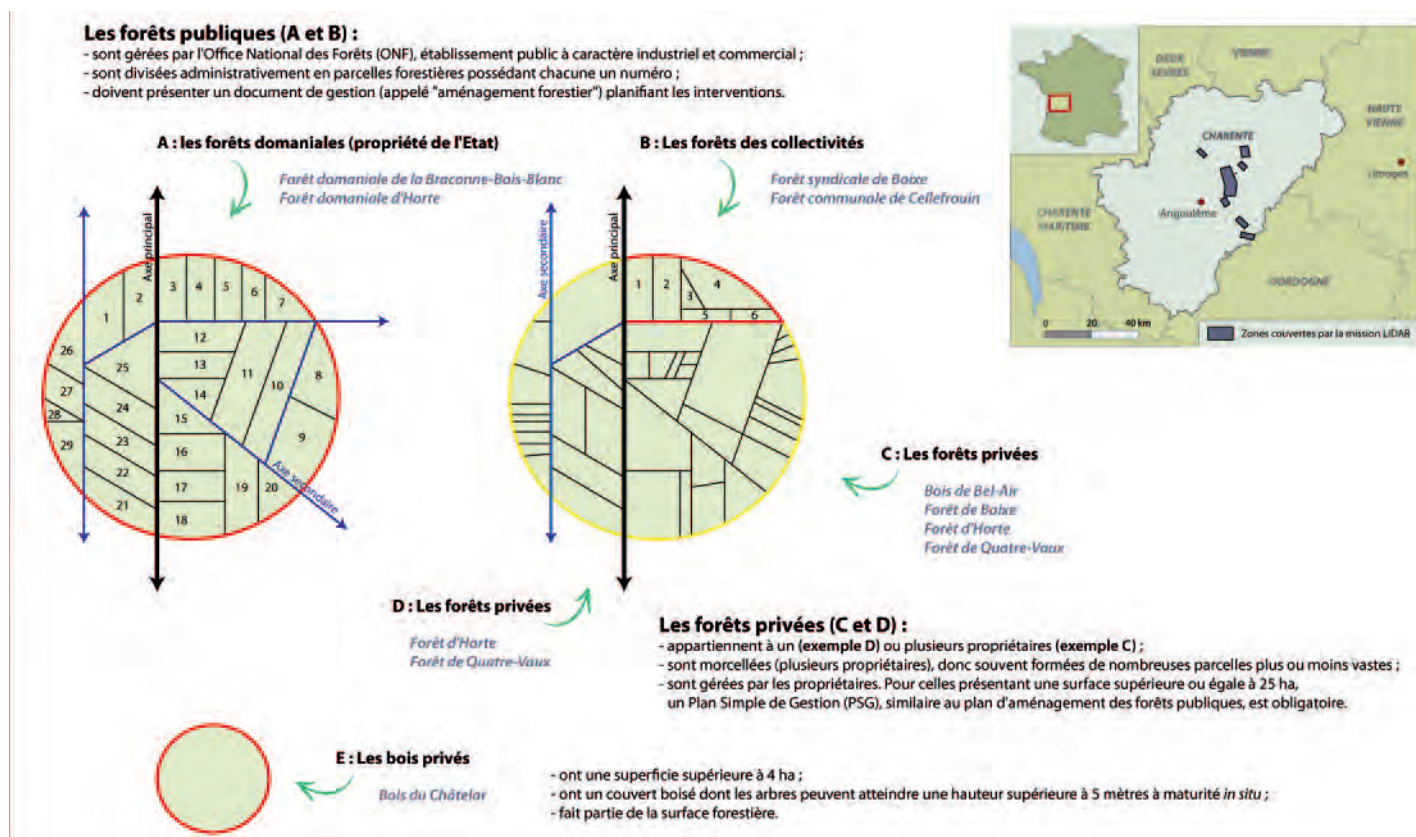 Les forêts publiques (A et B) :
- sont gérées par l'Office National des Forêts (ONF), établissement public à caractère industriel et commercial ;
- sont divisées administrativement en parcelles forestières possédant chacune un numéro ;
- doivent présenter un document de gestion (appelé "aménagement forestier") planifiant les interventions.
A : les forêts domaniales (propriété de l'Etat)
Forêt domaniale de la Braconne-Bois-Blanc
Forêt domaniale d'Horte
Axe principal
1
2
3
4
5
6
7
8
9
10
11
12
13
14
15
16
17
18
19
20
21
22
23
24
25
26
27
28
29
Axe secondaire
B : Les forêts des collectivités
Forêt syndicale de Boixe
Forêt communale de Cellefrouin
Axe secondaire
Axe principal
1
2
3
4
5
6
DEUX
SEVRES
VIENNE
HAUTE
VIENNE
CHARENTE
Limoges
Angoulême
CHARENTE
MARITIME
DORDOGNE
0 20 40 km
Zones couvertes par la mission LIDAR
C : Les forêts privées
Bois de Bel-Air
Forêt de Boixe
Forêt d'Horte
Forêt de Quatre-Vaux
D : Les forêts privées
Forêt d'Horte
Forêt de Quatre-Vaux
Les forêts privées (C et D) :
- appartiennent à un (exemple D) ou plusieurs propriétaires (exemple C) ;
- sont morcellées (plusieurs propriétaires), donc souvent formées de nombreuses parcelles plus ou moins vastes ;
- sont gérées par les propriétaires. Pour celles présentant une surface supérieure ou égale à 25 ha,
un Plan Simple de Gestion (PSG), similaire au plan d'aménagement des forêts publiques, est obligatoire.
E : Les bois privés
Bois du Châtelar
- ont une superficie supérieure à 4 ha ;
- ont un couvert boisé dont les arbres peuvent atteindre une hauteur supérieure à 5 mètres à maturité in situ ;
- fait partie de la surface forestière.